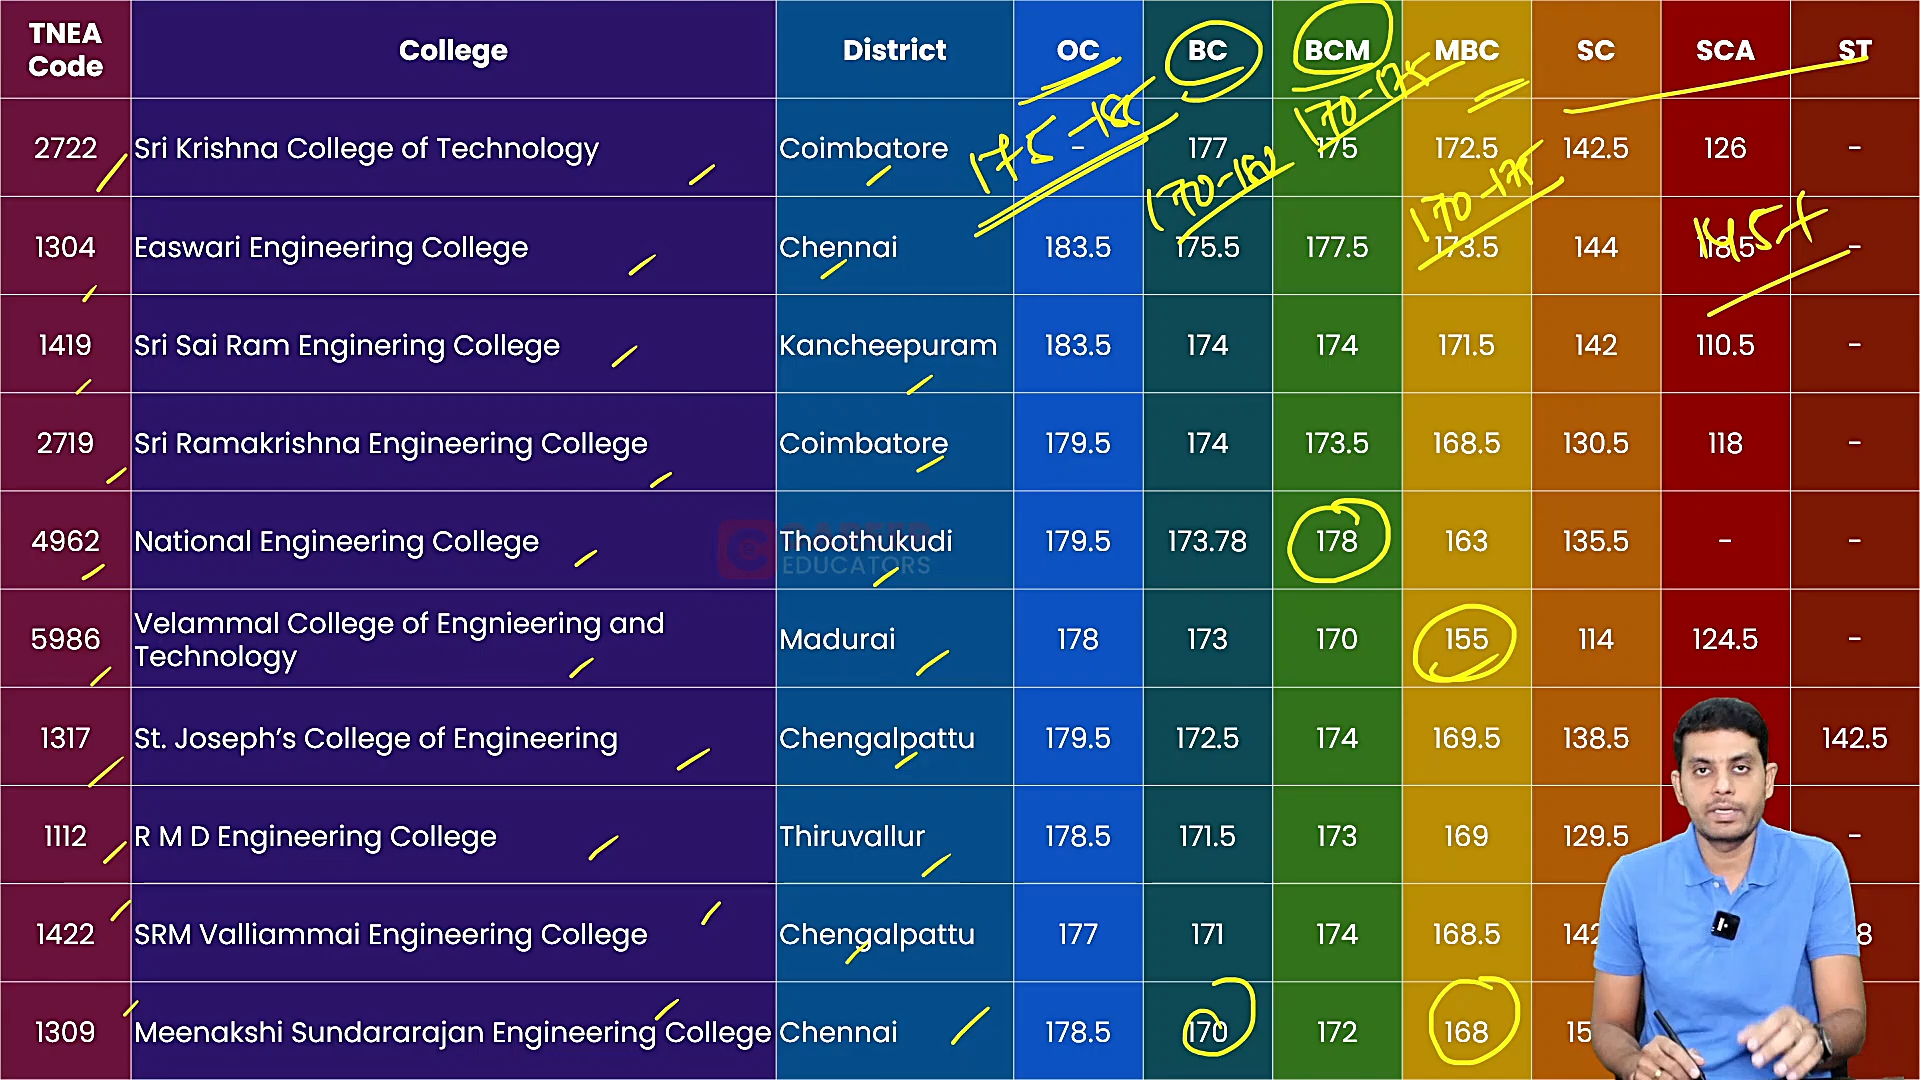 TNEA Code College District OC BC BCM MBC SC SCA ST
175-180 170-180 170-175 170-175 145+
2722 Sri Krishna College of Technology Coimbatore - 177 175 172.5 142.5 126 -
1304 Easwari Engineering College Chennai 183.5 175.5 177.5 173.5 144 118.5 -
1419 Sri Sai Ram Enginering College Kancheepuram 183.5 174 174 171.5 142 110.5 -
2719 Sri Ramakrishna Engineering College Coimbatore 179.5 174 173.5 168.5 130.5 118 -
4962 National Engineering College Thoothukudi 179.5 173.78 178 163 135.5 - -
EDUCATORS
5986 Velammal College of Engnieering and Technology Madurai 178 173 170 155 114 124.5 -
1317 St. Joseph's College of Engineering Chengalpattu 179.5 172.5 174 169.5 138.5 142.5
1112 R M D Engineering College Thiruvallur 178.5 171.5 173 169 129.5 -
1422 SRM Valliammai Engineering College Chengalpattu 177 171 174 168.5
1309 Meenakshi Sundararajan Engineering College Chennai 178.5 170 172 168